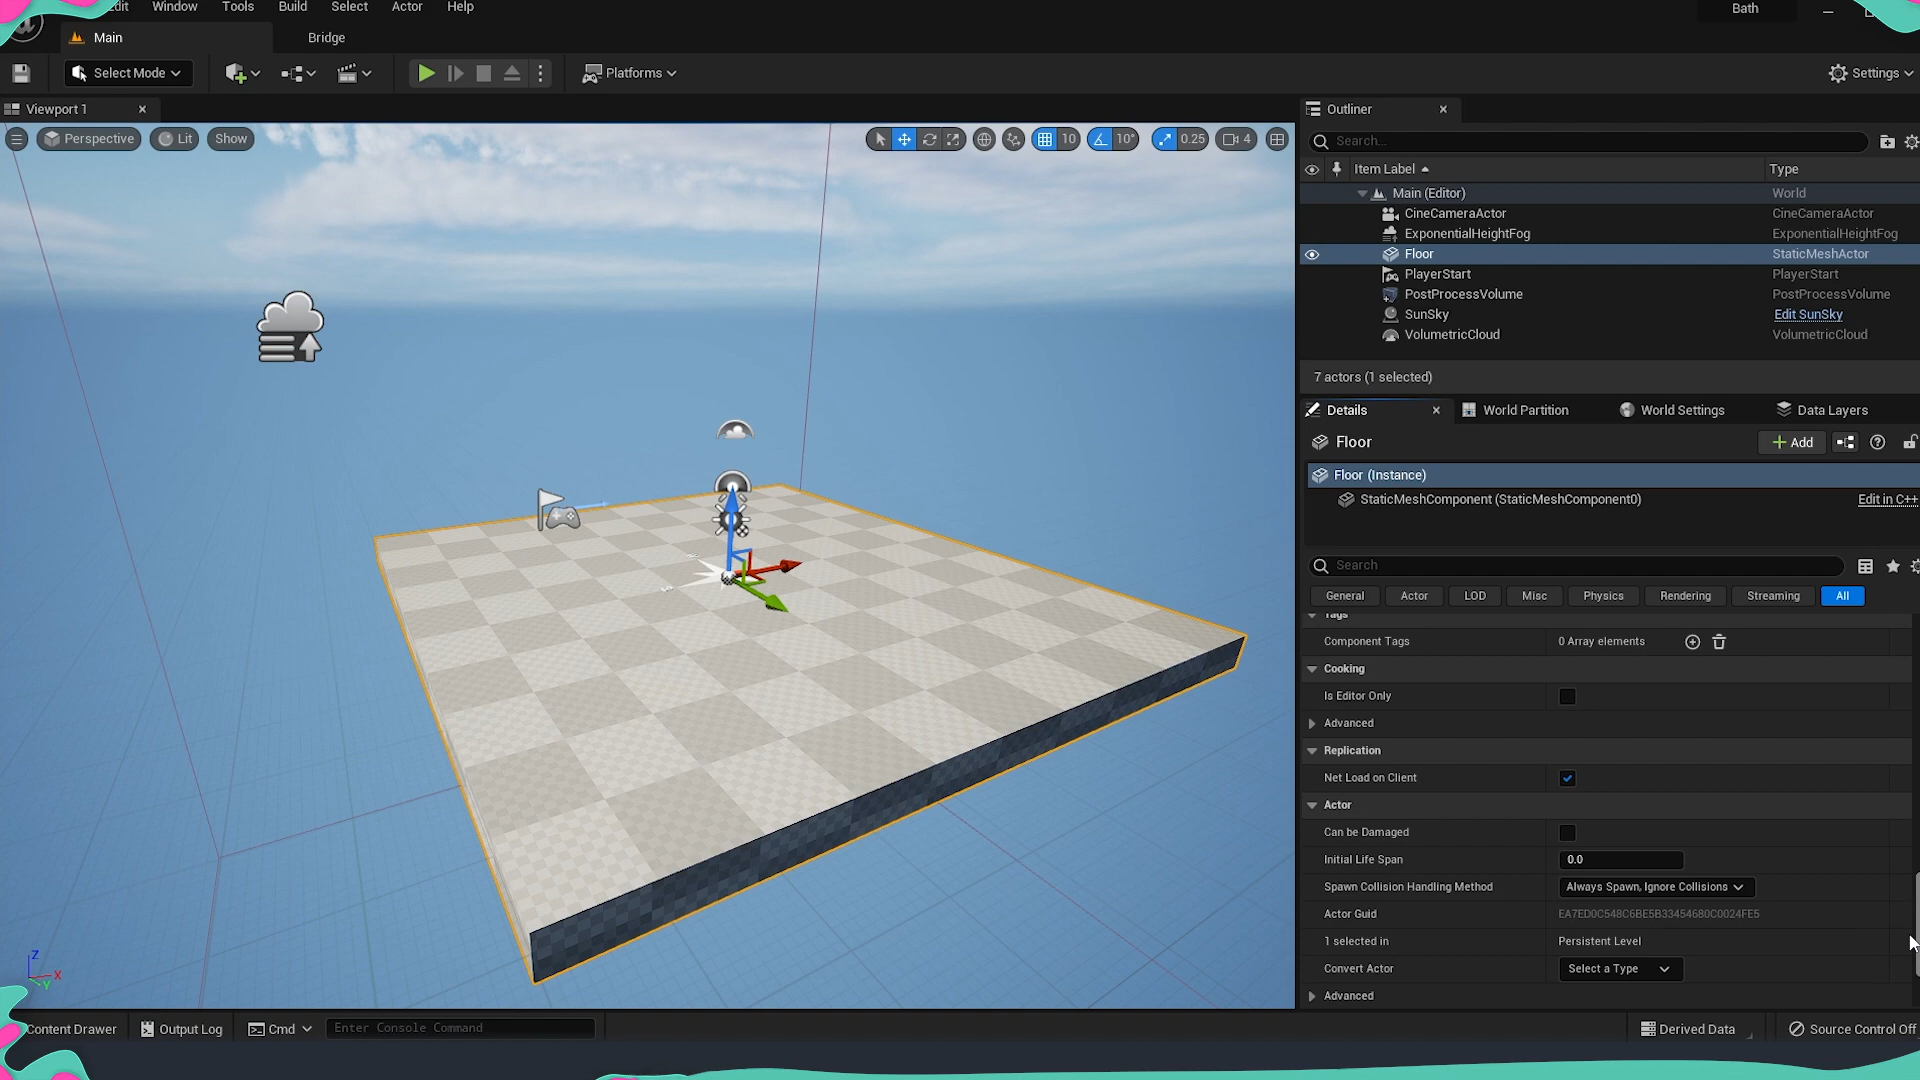 dit Window Tools Build Select Actor Help
Bath
Main
Bridge
Select Mode
Platforms
Settings
Viewport 1
Perspective
Lit
Show
10
10°
0.25
4
Outliner
Search...
Item Label Type
Main (Editor) World
CineCameraActor CineCameraActor
ExponentialHeightFog ExponentialHeightFog
Floor StaticMeshActor
PlayerStart PlayerStart
PostProcessVolume PostProcessVolume
SunSky Edit SunSky
VolumetricCloud VolumetricCloud
7 actors (1 selected)
Details World Partition World Settings Data Layers
Floor
Add
Floor (Instance)
StaticMeshComponent (StaticMeshComponent0) Edit in C++
Search
General Actor LOD Misc Physics Rendering Streaming All
Tags
Component Tags 0 Array elements
Cooking
Is Editor Only
Advanced
Replication
Net Load on Client
Actor
Can be Damaged
Initial Life Span 0.0
Spawn Collision Handling Method Always Spawn, Ignore Collisions
Actor Guid EA7ED0C548C6BE5B33454680C0024FE5
1 selected in Persistent Level
Convert Actor Select a Type
Advanced
Z
X
Y
Content Drawer Output Log Cmd Enter Console Command
Derived Data Source Control Off